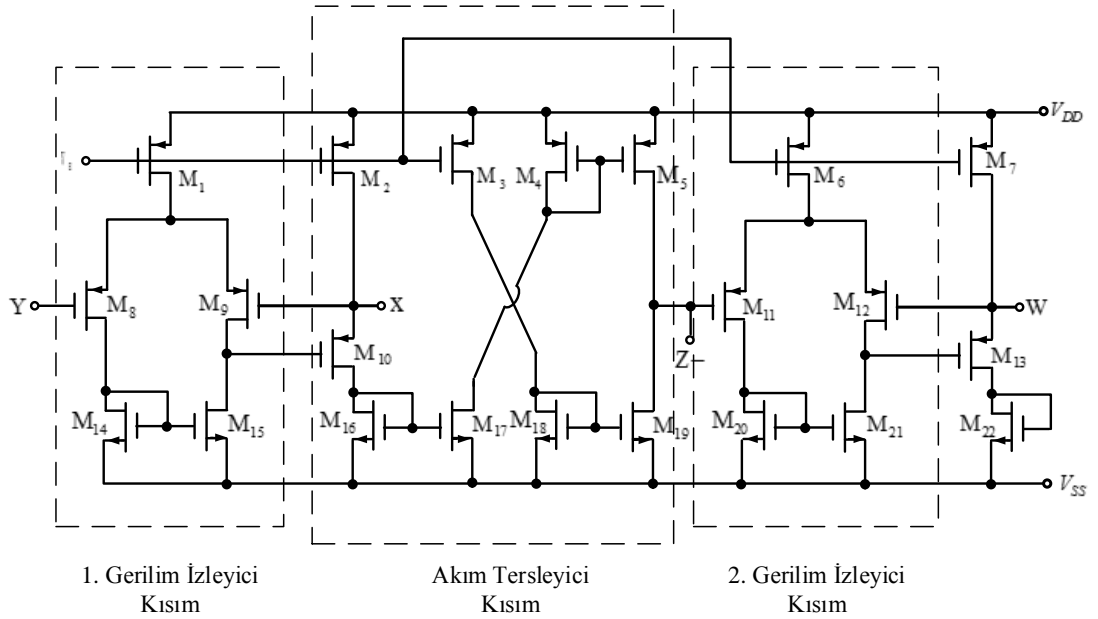 V_DD
M_1
M_2
M_3
M_4
M_5
M_6
M_7
Y
M_8
M_9
X
M_10
Z−
M_11
M_12
W
M_13
M_14
M_15
M_16
M_17
M_18
M_19
M_20
M_21
M_22
V_SS
1. Gerilim İzleyici
Kısım
Akım Tersleyici
Kısım
2. Gerilim İzleyici
Kısım